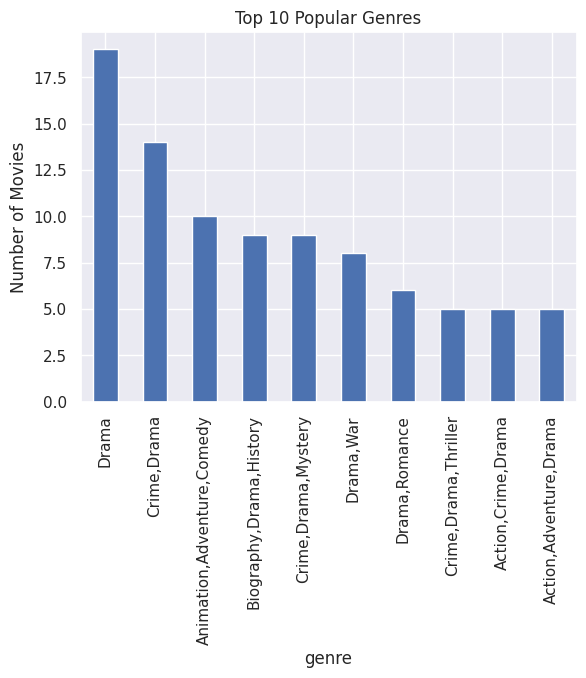 Top 10 Popular Genres
Number of Movies
17.5
15.0
12.5
10.0
7.5
5.0
2.5
0.0
Drama
Crime,Drama
Animation,Adventure,Comedy
Biography,Drama,History
Crime,Drama,Mystery
Drama,War
Drama,Romance
Crime,Drama,Thriller
Action,Crime,Drama
Action,Adventure,Drama
genre